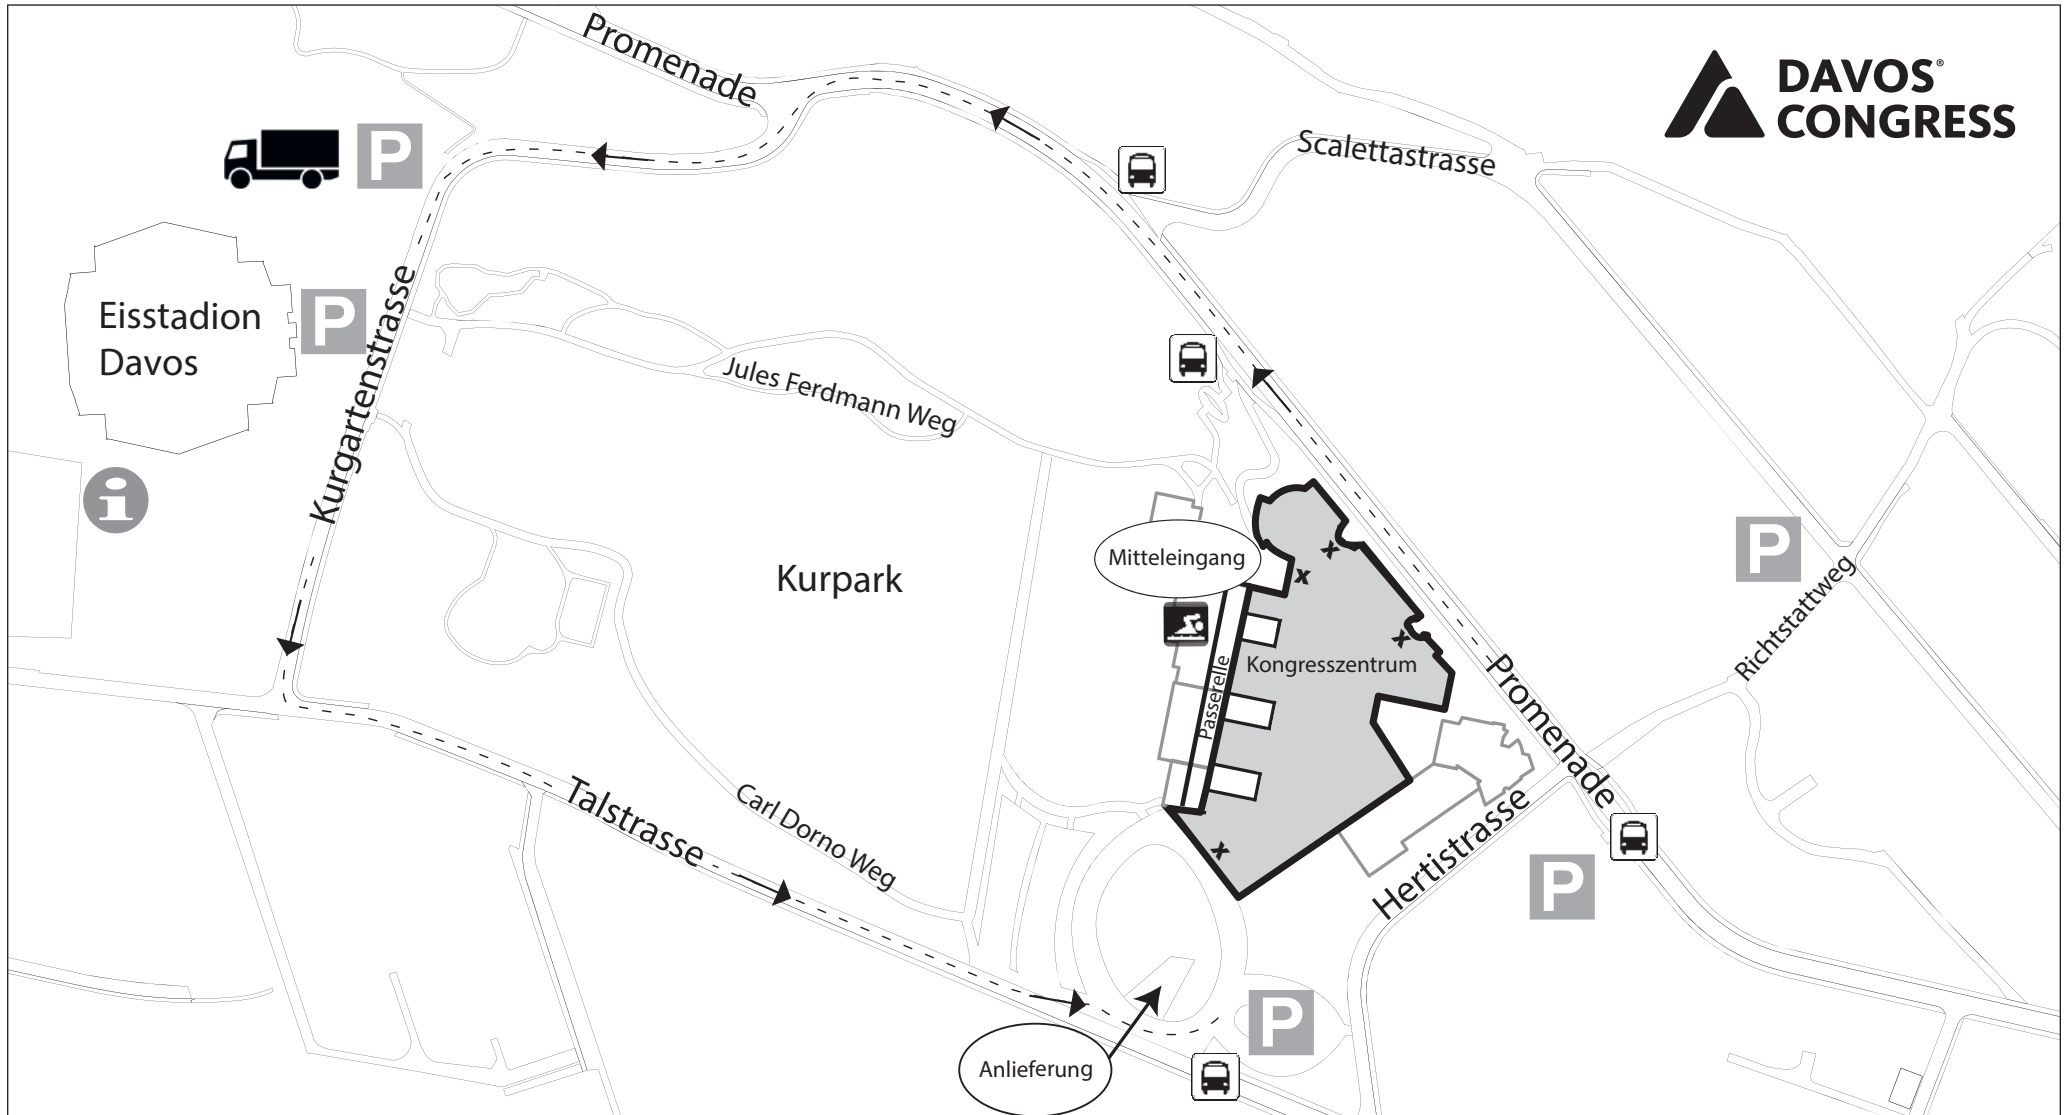 Promenade
DAVOS®
CONGRESS
P
Scalettastrasse
Eisstadion
Davos
P
Kurgartenstrasse
Jules Ferdmann Weg
i
Mitteleingang
x
x
P
Kurpark
Richtstattweg
x
Kongresszentrum
Passerelle
Promenade
Talstrasse
Carl Dorno Weg
x
Hertistrasse
P
P
Anlieferung